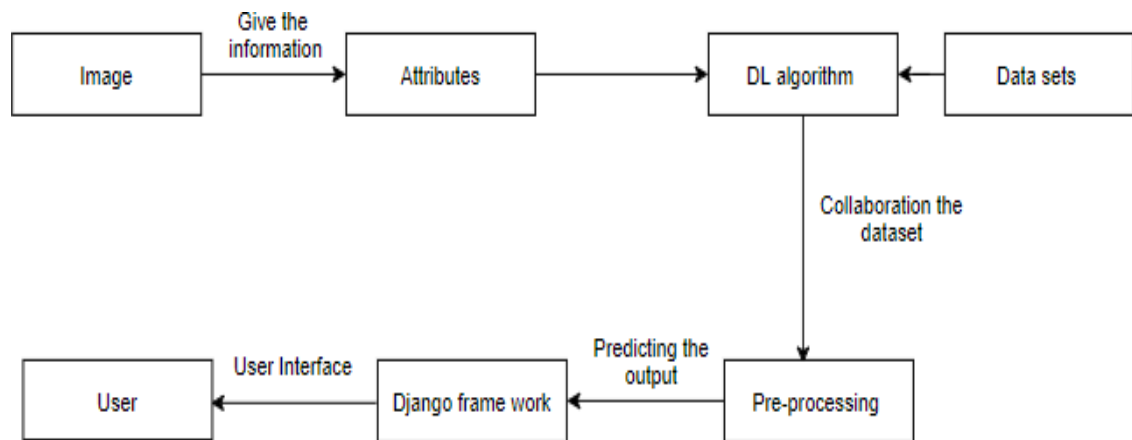 Give the
information
Image
Attributes
DL algorithm
Data sets
Collaboration the
dataset
Predicting the
output
User Interface
User
Django frame work
Pre-processing